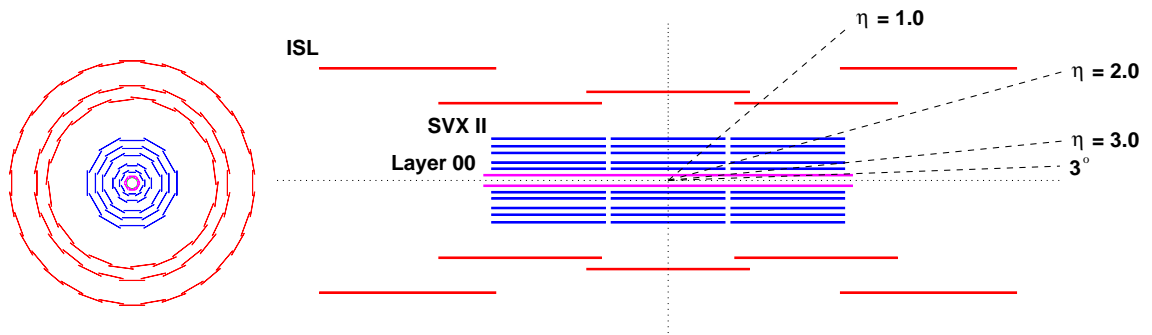 η = 1.0
ISL
η = 2.0
SVX II
η = 3.0
Layer 00
3°